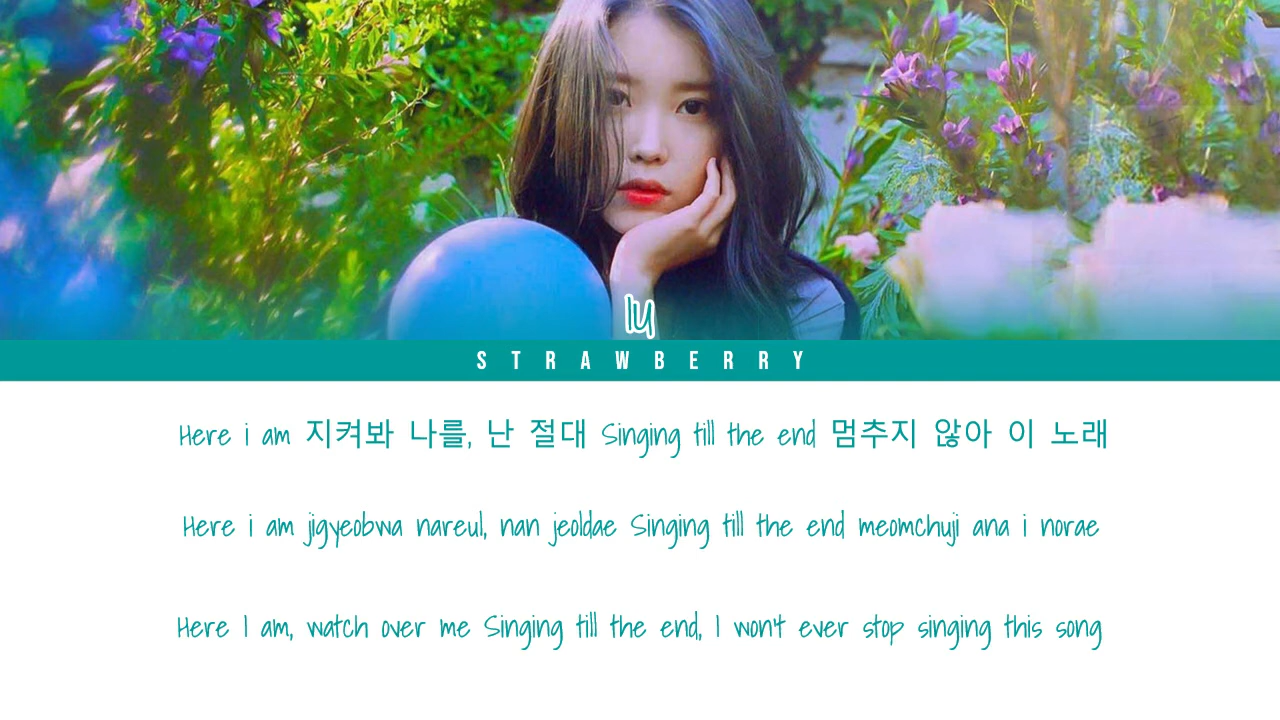 IU
STRAWBERRY
Here i am 지켜봐 나를, 난 절대 Singing till the end 멈추지 않아 이 노래
Here i am jigyeobwa nareul, nan jeoldae Singing till the end meomchuji ana i norae
Here I am, watch over me Singing till the end, I won't ever stop singing this song